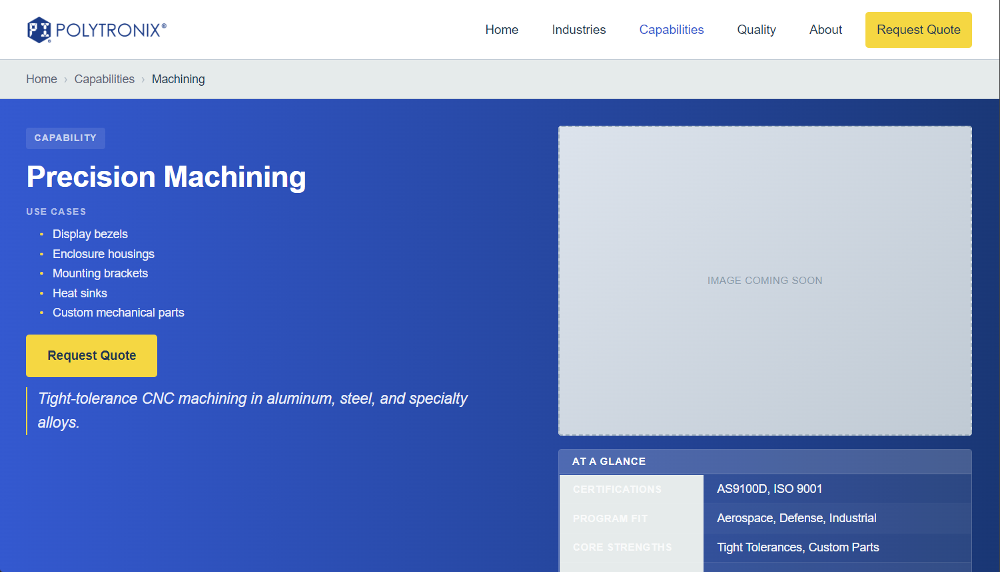 PI POLYTRONIX®
Home
Industries
Capabilities
Quality
About
Request Quote
Home › Capabilities › Machining
CAPABILITY
Precision Machining
USE CASES
• Display bezels
• Enclosure housings
• Mounting brackets
• Heat sinks
• Custom mechanical parts
Request Quote
Tight-tolerance CNC machining in aluminum, steel, and specialty
alloys.
IMAGE COMING SOON
AT A GLANCE
CERTIFICATIONS AS9100D, ISO 9001
PROGRAM FIT Aerospace, Defense, Industrial
CORE STRENGTHS Tight Tolerances, Custom Parts